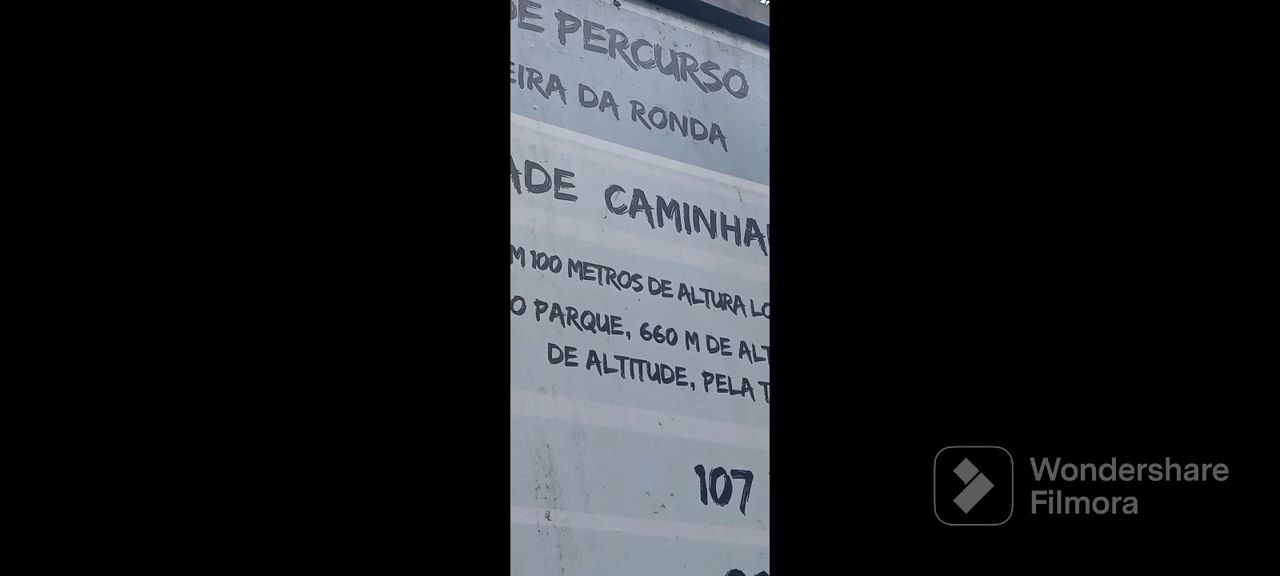 DE PERCURSO
EIRA DA RONDA
ADE CAMINHA
M 100 METROS DE ALTURA LO
O PARQUE, 660 M DE ALT
DE ALTITUDE, PELA T
107
Wondershare
Filmora